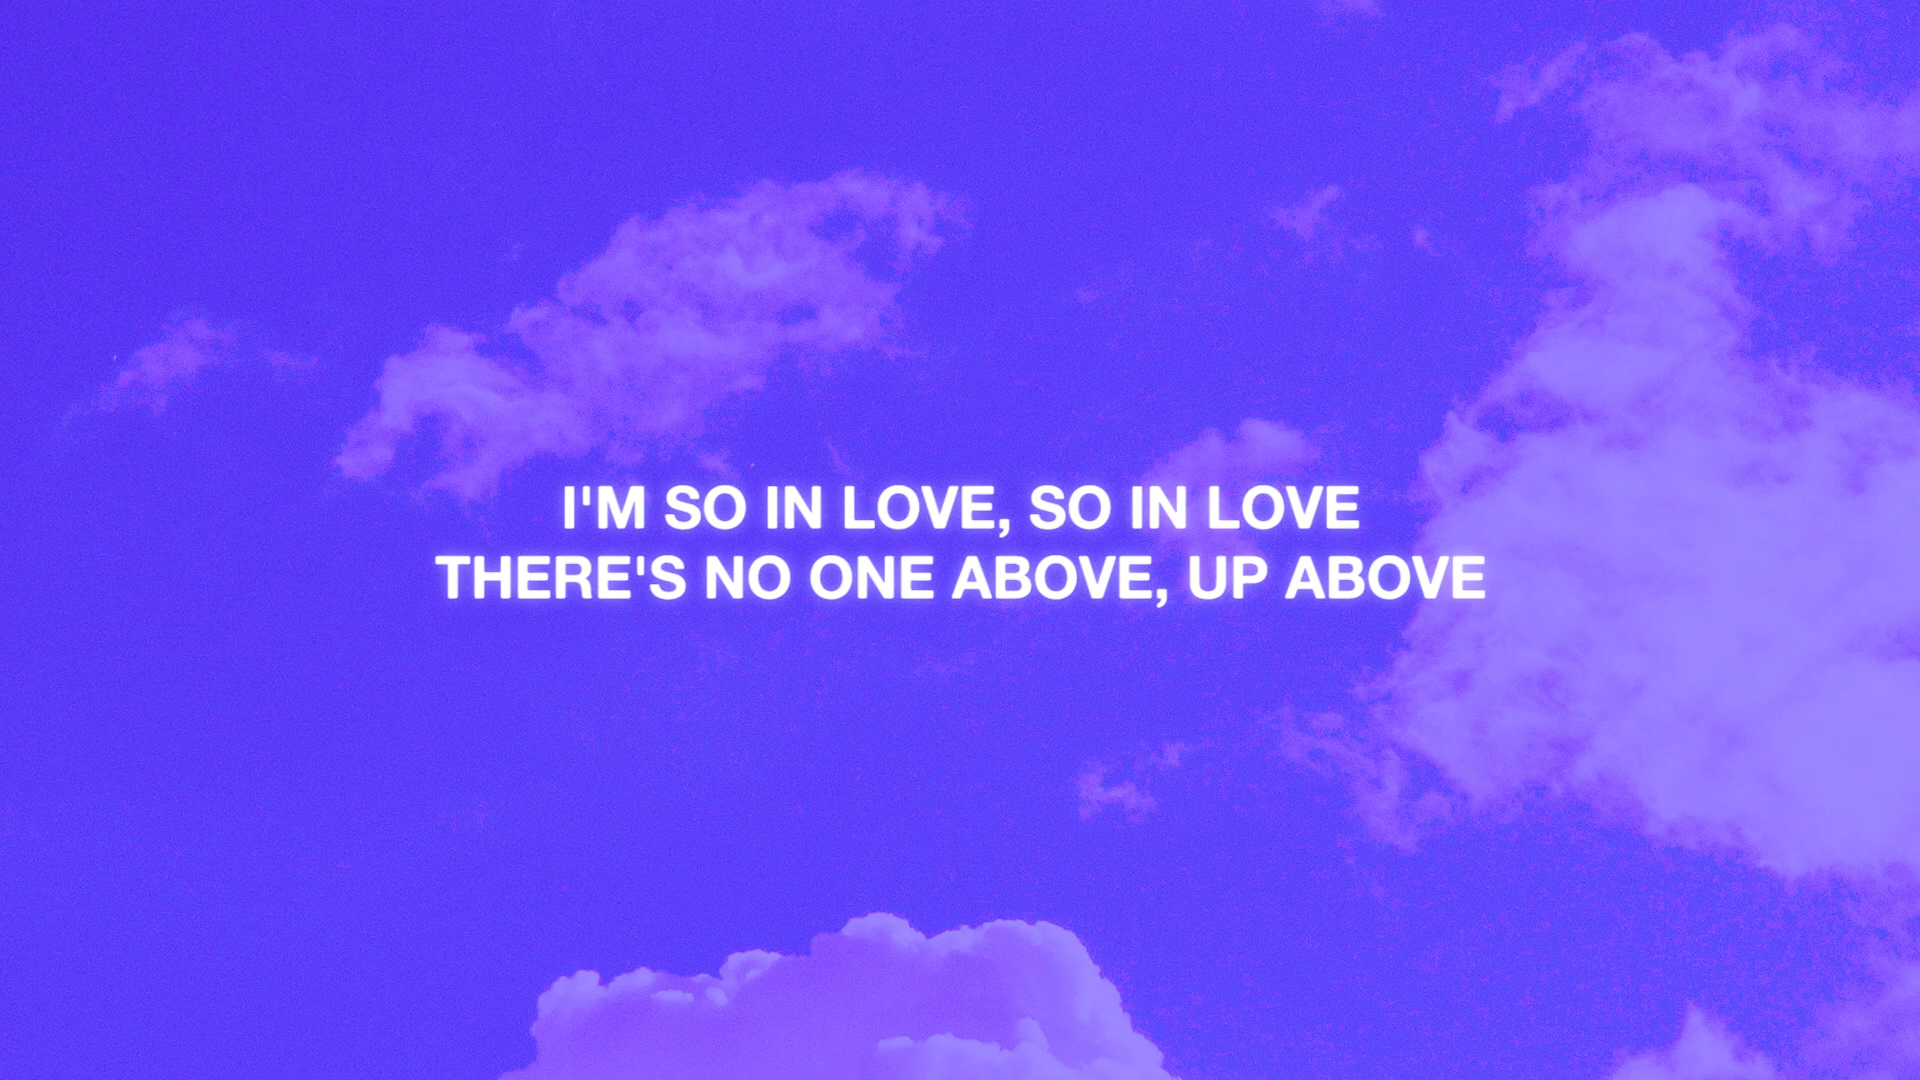 I'M SO IN LOVE, SO IN LOVE
THERE'S NO ONE ABOVE, UP ABOVE